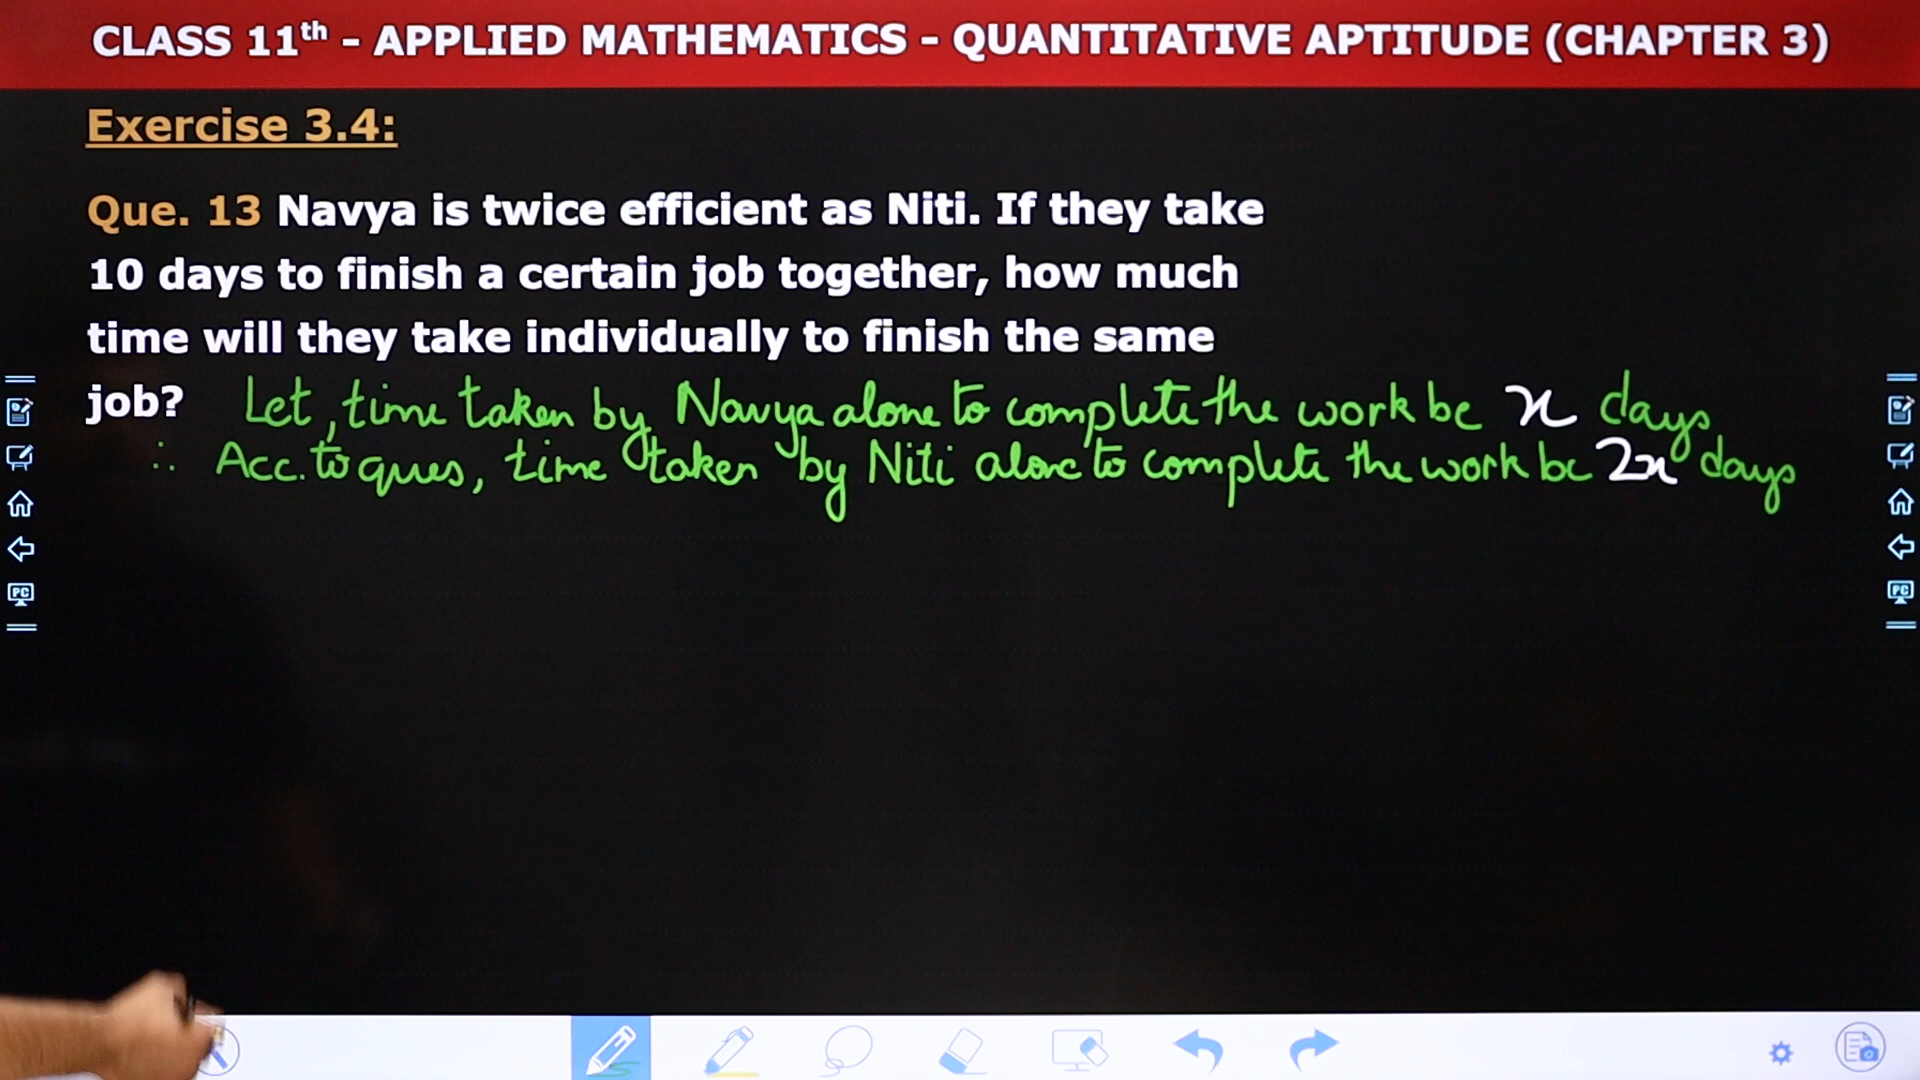 CLASS 11th - APPLIED MATHEMATICS - QUANTITATIVE APTITUDE (CHAPTER 3)
Exercise 3.4:
Que. 13 Navya is twice efficient as Niti. If they take
10 days to finish a certain job together, how much
time will they take individually to finish the same
job? Let, time taken by Navya alone to complete the work be x days
∴ Acc. to ques, time taken by Niti alone to complete the work be 2x days
PC
PC